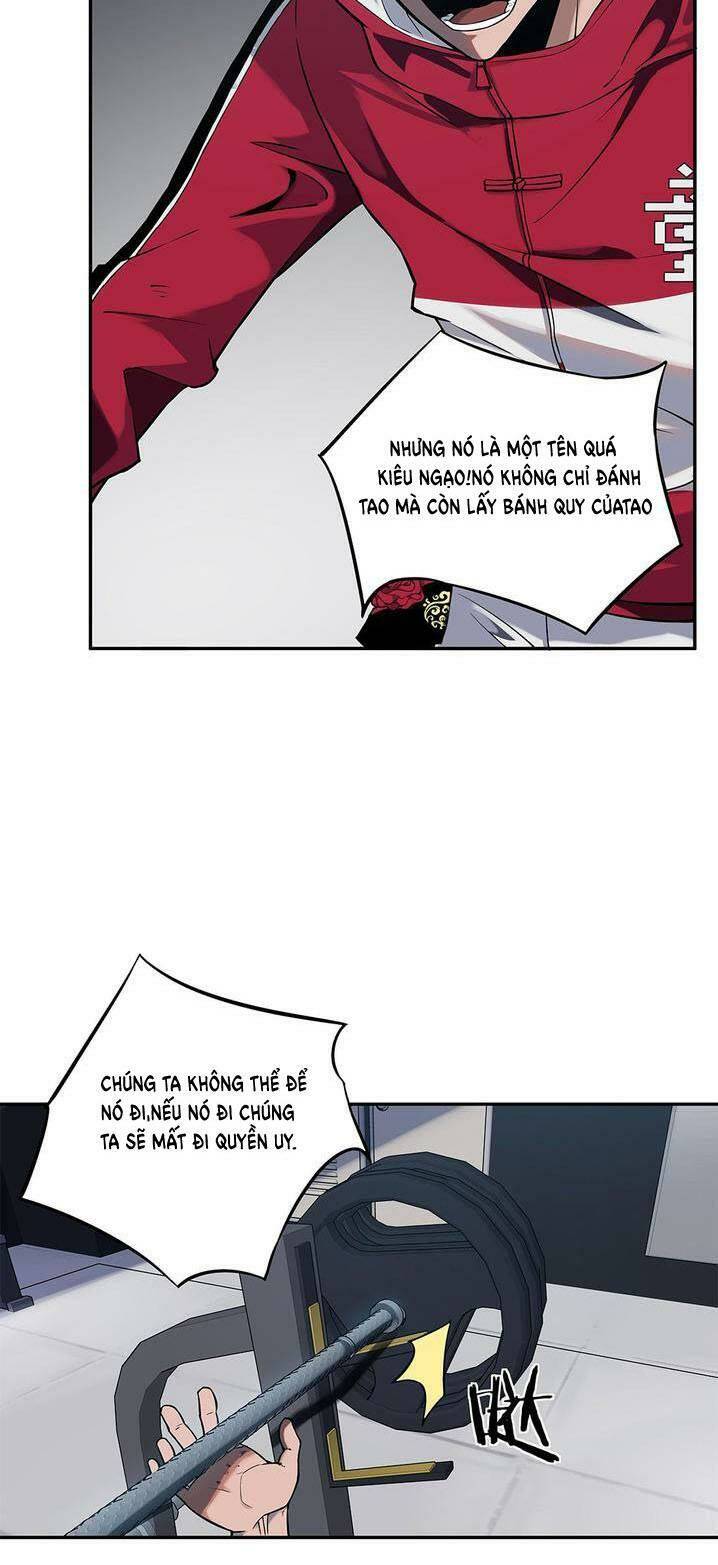 NHƯNG NÓ LÀ MỘT TÊN QUÁ
KIÊU NGẠO!NÓ KHÔNG CHỈ ĐÁNH
TAO MÀ CÒN LẤY BÁNH QUY CỦATAO
CHÚNG TA KHÔNG THỂ ĐỂ
NÓ ĐI,NẾU NÓ ĐI CHÚNG
TA SẼ MẤT ĐI QUYỀN UY.